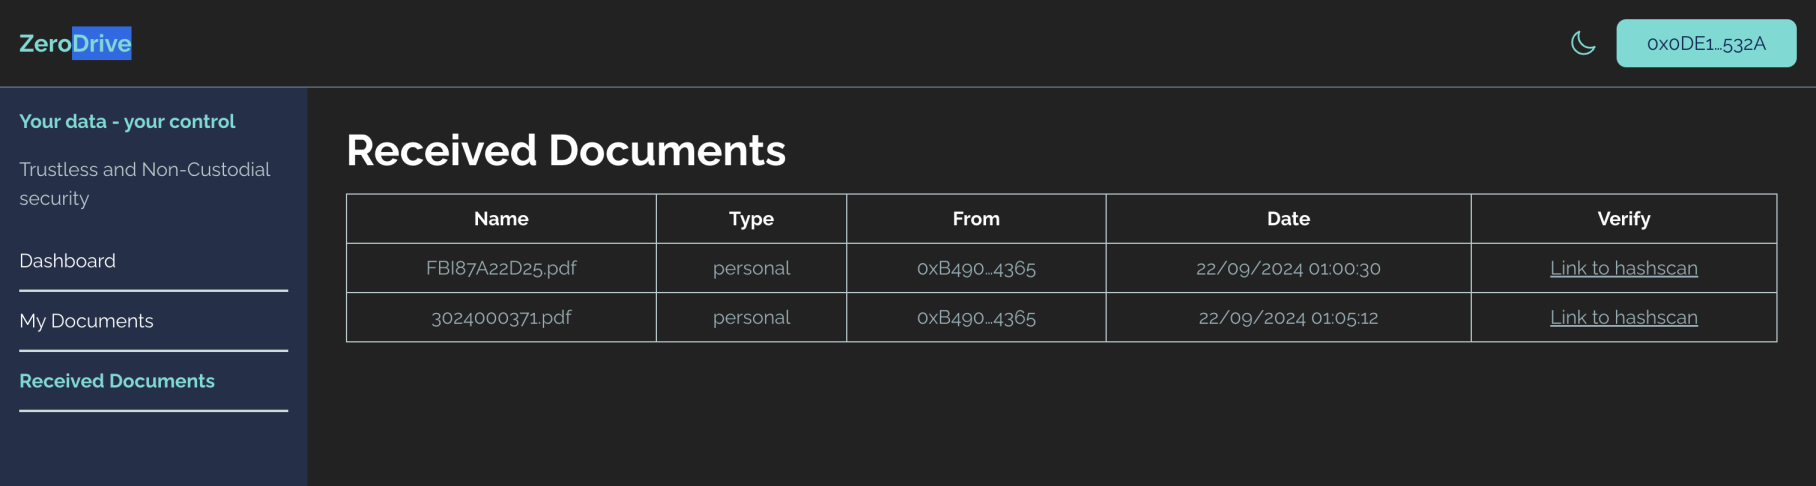 ZeroDrive
0x0DE1...532A
Your data - your control
Trustless and Non-Custodial
security
Dashboard
My Documents
Received Documents
Received Documents
Name Type From Date Verify
FBI87A22D25.pdf personal 0xB490...4365 22/09/2024 01:00:30 Link to hashscan
3024000371.pdf personal 0xB490...4365 22/09/2024 01:05:12 Link to hashscan